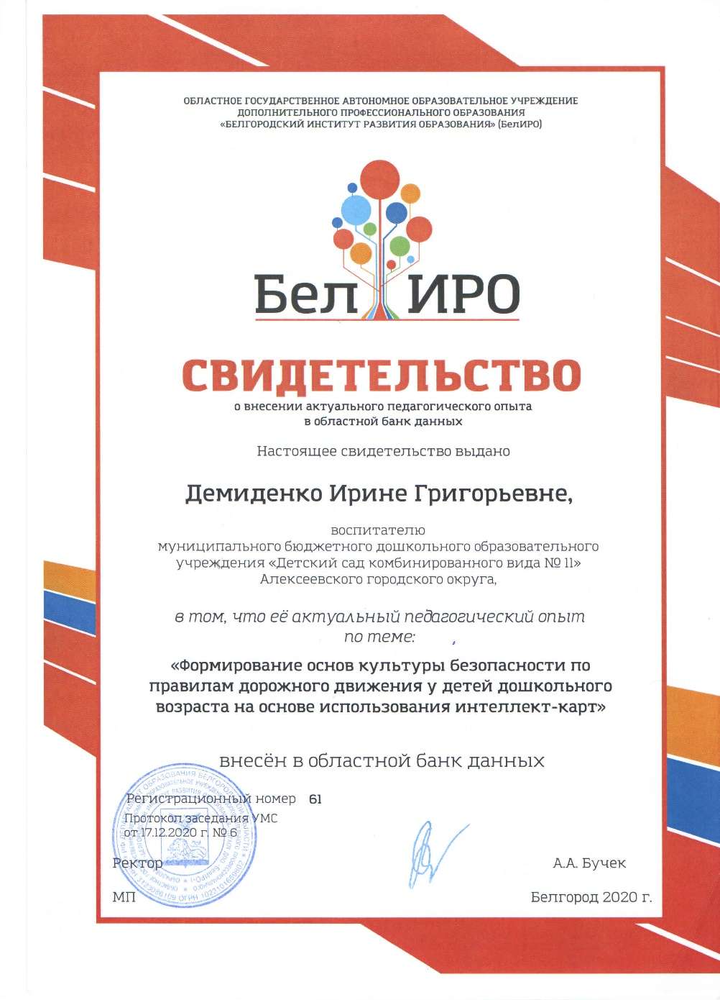 ОБЛАСТНОЕ ГОСУДАРСТВЕННОЕ АВТОНОМНОЕ ОБРАЗОВАТЕЛЬНОЕ УЧРЕЖДЕНИЕ
ДОПОЛНИТЕЛЬНОГО ПРОФЕССИОНАЛЬНОГО ОБРАЗОВАНИЯ
«БЕЛГОРОДСКИЙ ИНСТИТУТ РАЗВИТИЯ ОБРАЗОВАНИЯ» (БелИРО)
Бел ИРО
СВИДЕТЕЛЬСТВО
о внесении актуального педагогического опыта
в областной банк данных
Настоящее свидетельство выдано
Демиденко Ирине Григорьевне,
воспитателю
муниципального бюджетного дошкольного образовательного
учреждения «Детский сад комбинированного вида № 11»
Алексеевского городского округа,
в том, что её актуальный педагогический опыт
по теме:
«Формирование основ культуры безопасности по
правилам дорожного движения у детей дошкольного
возраста на основе использования интеллект-карт»
внесён в областной банк данных
Регистрационный номер 61
Протокол заседания УМС
от 17.12.2020 г. № 6
Ректор
А.А. Бучек
МП
Белгород 2020 г.